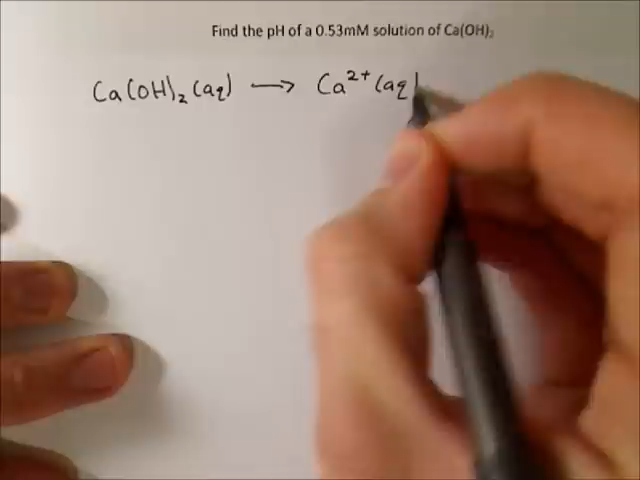 Find the pH of a 0.53mM solution of Ca(OH)₂
Ca(OH)₂(aq) ⟶ Ca²⁺(aq)